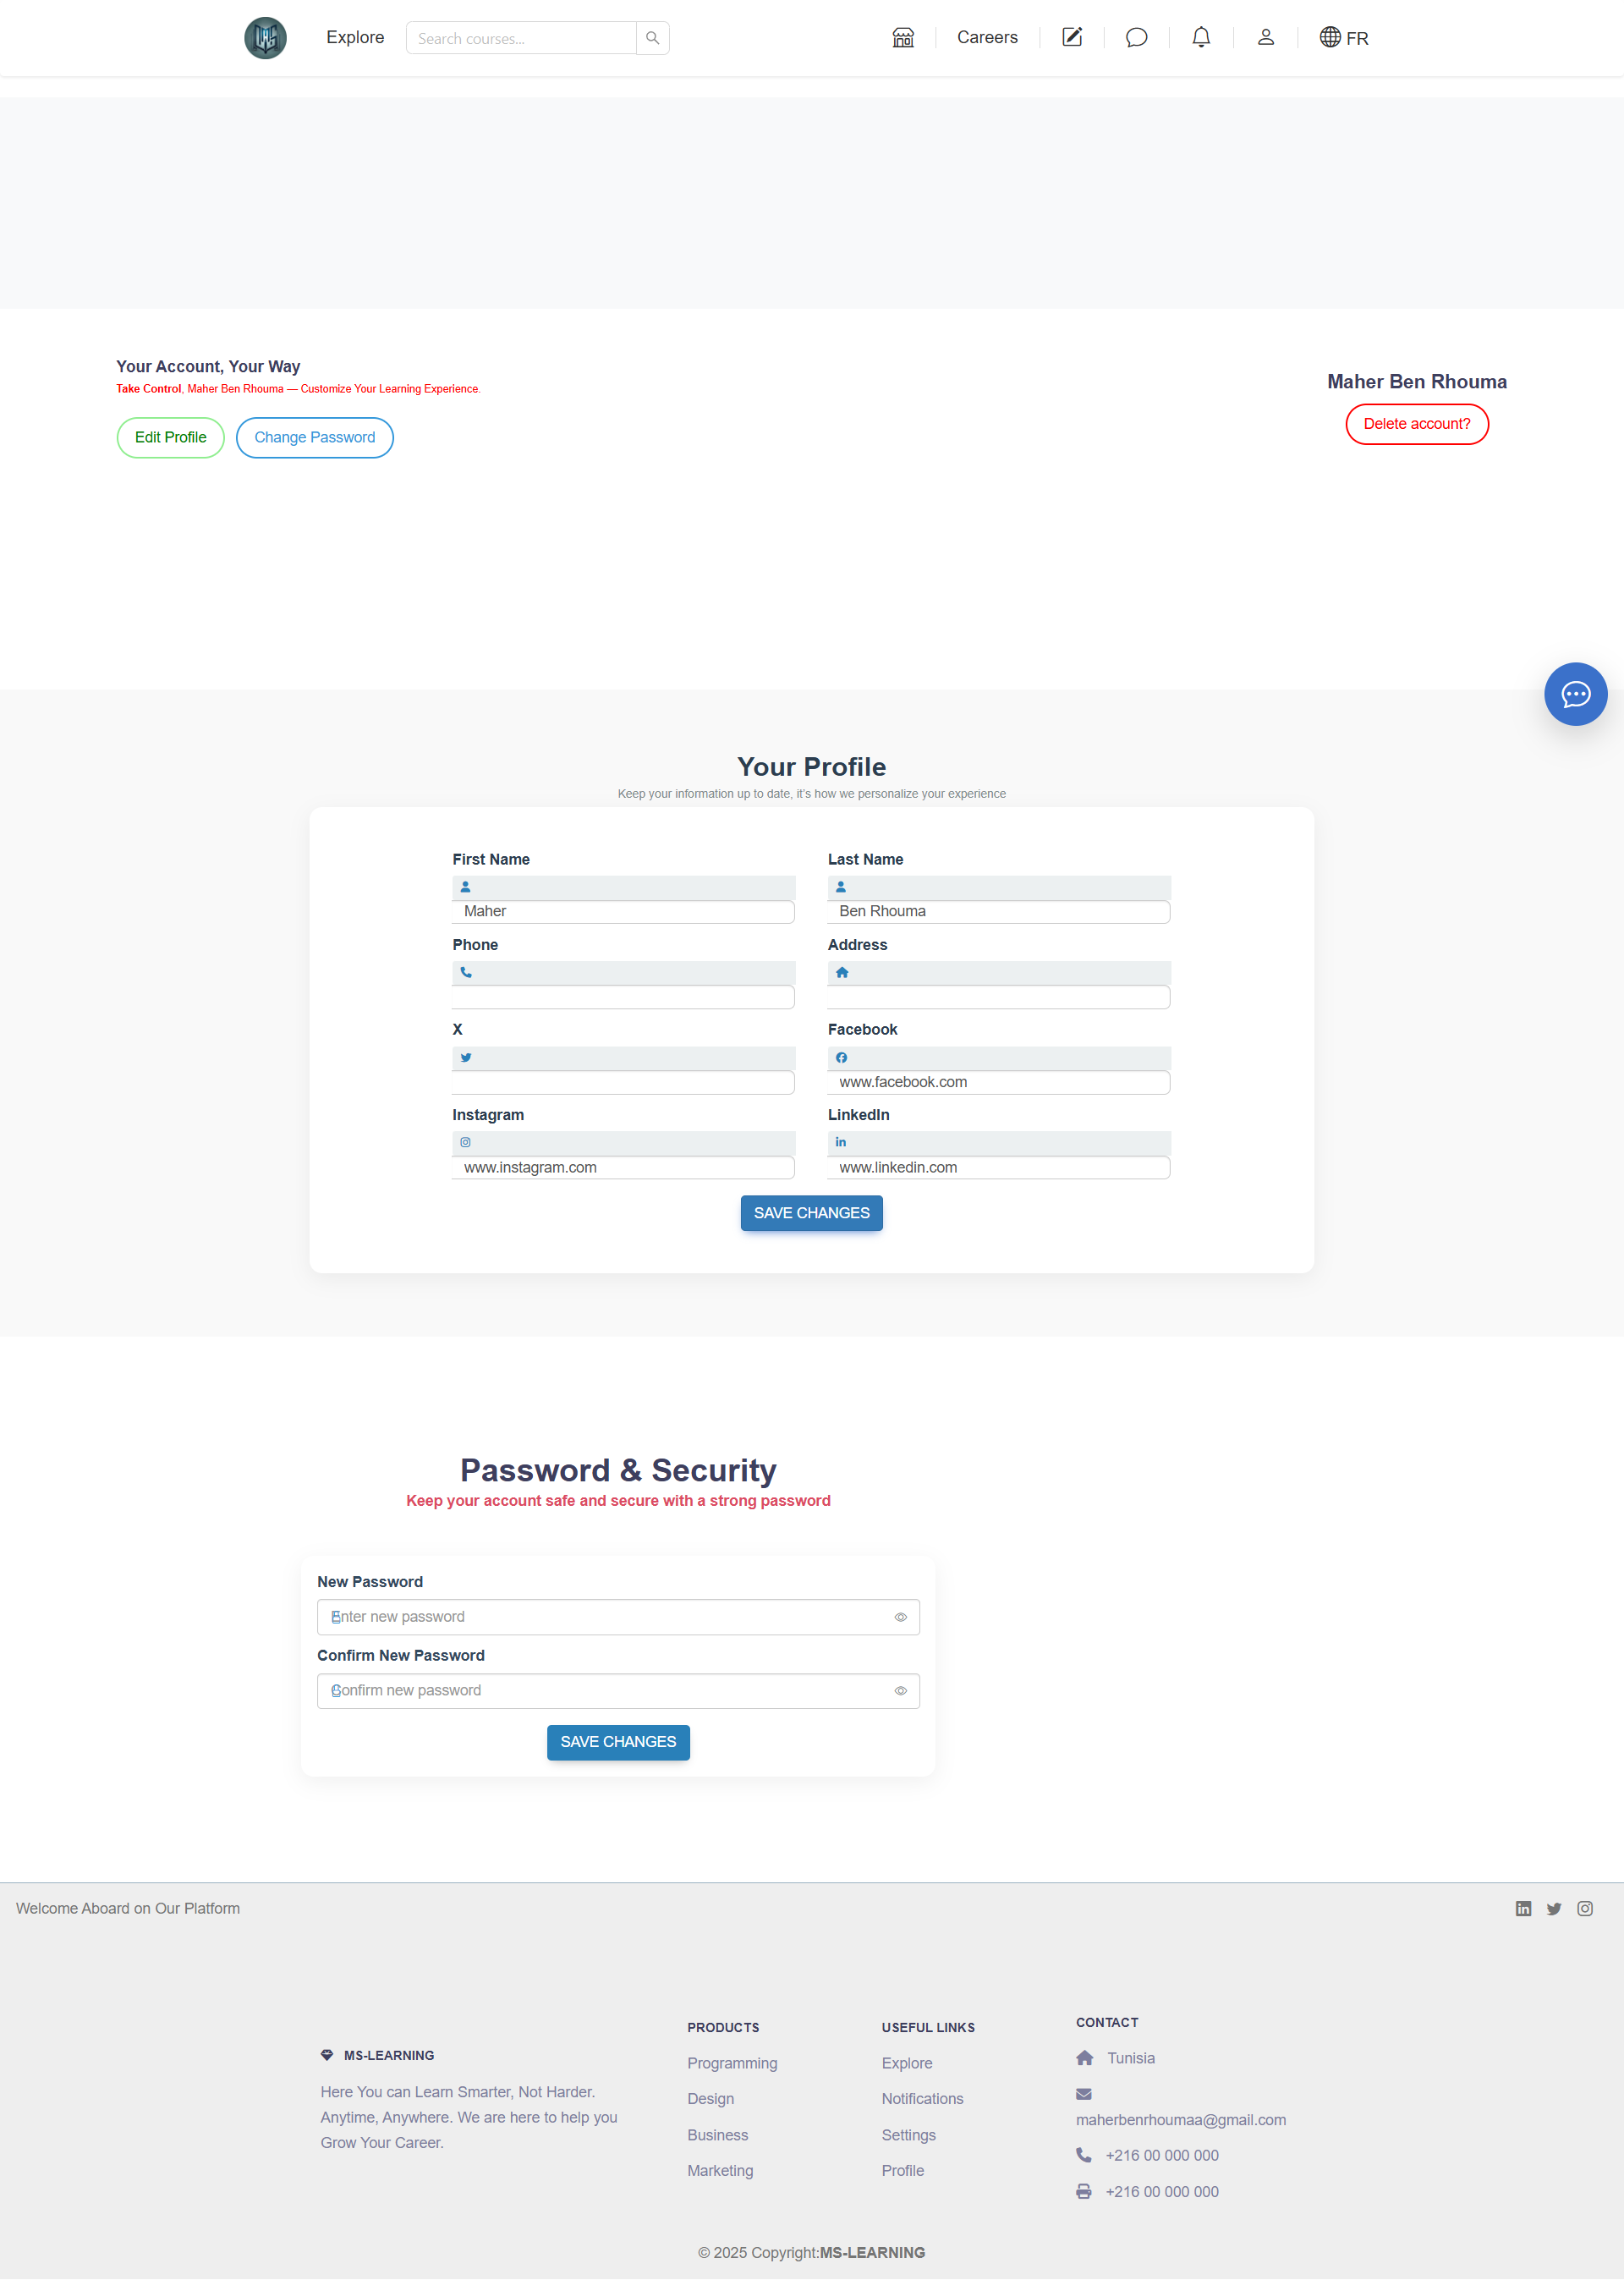 Explore
Search courses...
Careers
FR
Your Account, Your Way
Take Control, Maher Ben Rhouma — Customize Your Learning Experience.
Edit Profile
Change Password
Maher Ben Rhouma
Delete account?
Your Profile
Keep your information up to date, it's how we personalize your experience
First Name
Last Name
Maher
Ben Rhouma
Phone
Address
X
Facebook
www.facebook.com
Instagram
LinkedIn
www.instagram.com
www.linkedin.com
SAVE CHANGES
Password & Security
Keep your account safe and secure with a strong password
New Password
Enter new password
Confirm New Password
Confirm new password
SAVE CHANGES
Welcome Aboard on Our Platform
MS-LEARNING
Here You can Learn Smarter, Not Harder.
Anytime, Anywhere. We are here to help you
Grow Your Career.
PRODUCTS
Programming
Design
Business
Marketing
USEFUL LINKS
Explore
Notifications
Settings
Profile
CONTACT
Tunisia
maherbenrhoumaa@gmail.com
+216 00 000 000
+216 00 000 000
© 2025 Copyright:MS-LEARNING